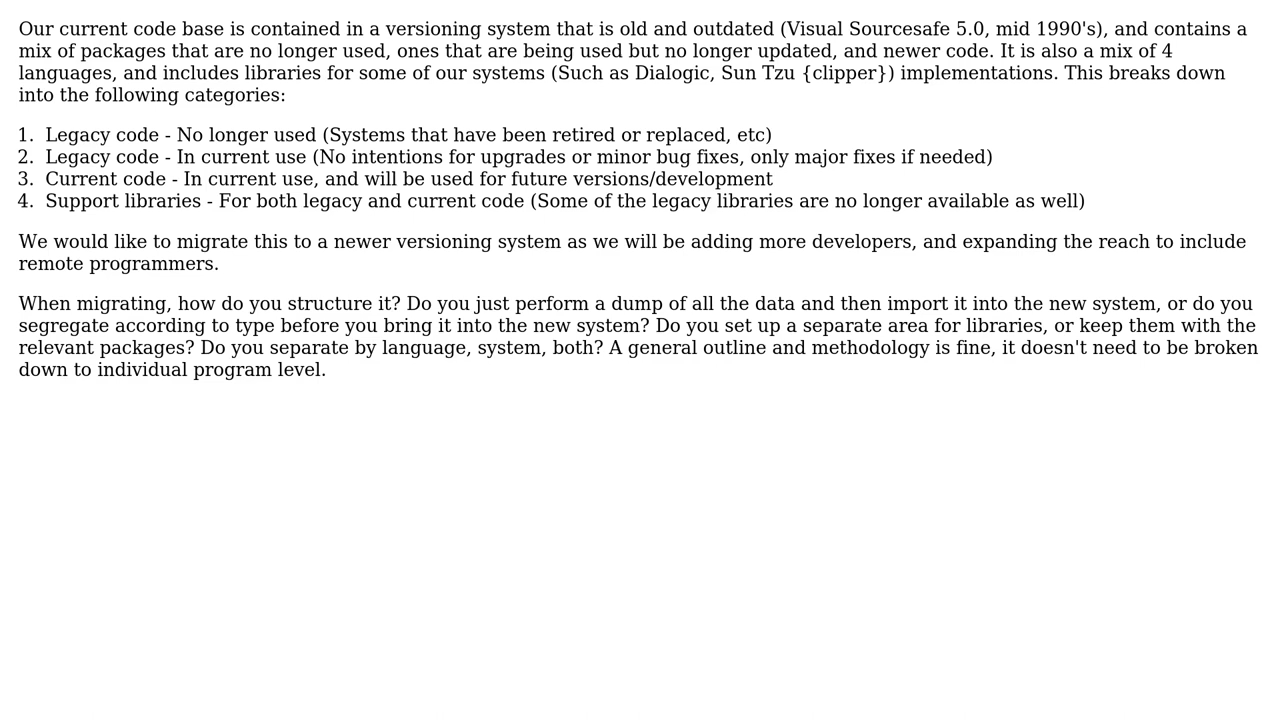 Our current code base is contained in a versioning system that is old and outdated (Visual Sourcesafe 5.0, mid 1990's), and contains a
mix of packages that are no longer used, ones that are being used but no longer updated, and newer code. It is also a mix of 4
languages, and includes libraries for some of our systems (Such as Dialogic, Sun Tzu {clipper}) implementations. This breaks down
into the following categories:
1. Legacy code - No longer used (Systems that have been retired or replaced, etc)
2. Legacy code - In current use (No intentions for upgrades or minor bug fixes, only major fixes if needed)
3. Current code - In current use, and will be used for future versions/development
4. Support libraries - For both legacy and current code (Some of the legacy libraries are no longer available as well)
We would like to migrate this to a newer versioning system as we will be adding more developers, and expanding the reach to include
remote programmers.
When migrating, how do you structure it? Do you just perform a dump of all the data and then import it into the new system, or do you
segregate according to type before you bring it into the new system? Do you set up a separate area for libraries, or keep them with the
relevant packages? Do you separate by language, system, both? A general outline and methodology is fine, it doesn't need to be broken
down to individual program level.